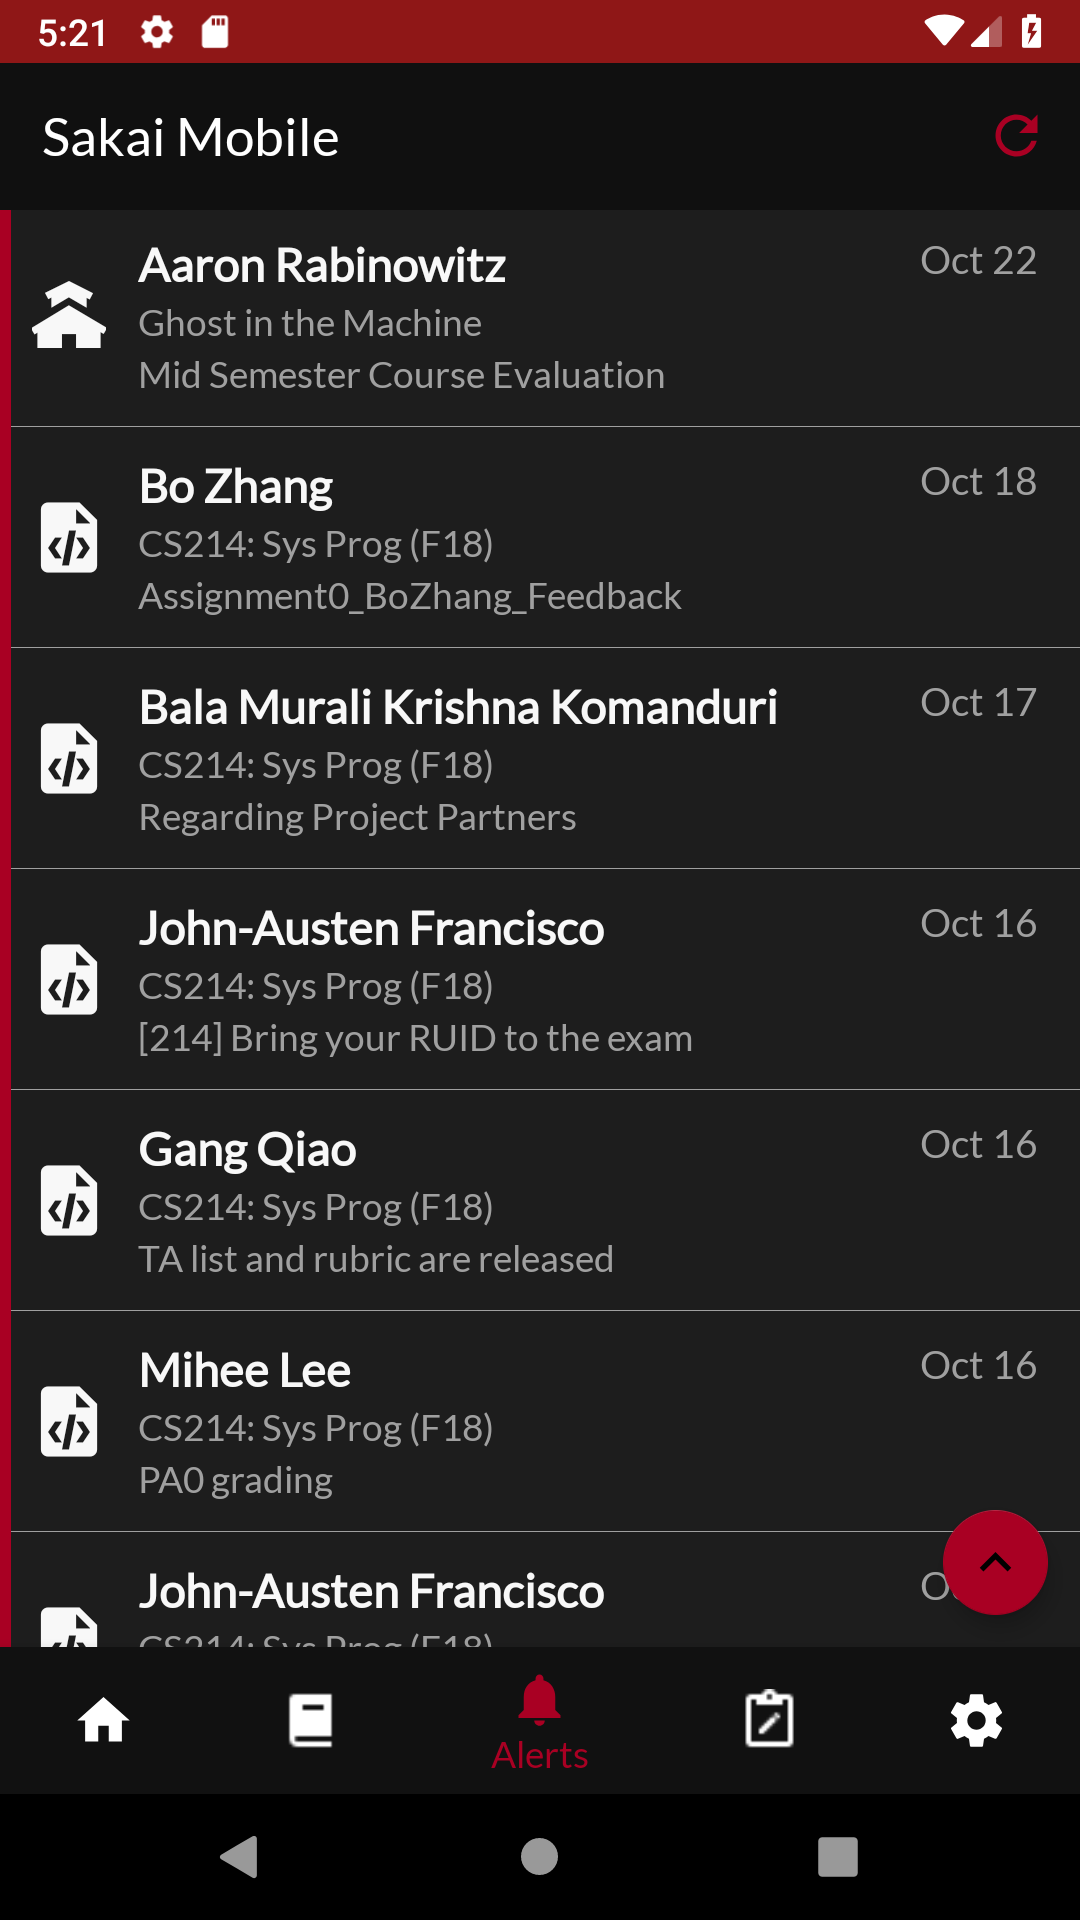 5:21
Sakai Mobile
Aaron Rabinowitz
Oct 22
Ghost in the Machine
Mid Semester Course Evaluation
Bo Zhang
Oct 18
CS214: Sys Prog (F18)
Assignment0_BoZhang_Feedback
Bala Murali Krishna Komanduri
Oct 17
CS214: Sys Prog (F18)
Regarding Project Partners
John-Austen Francisco
Oct 16
CS214: Sys Prog (F18)
[214] Bring your RUID to the exam
Gang Qiao
Oct 16
CS214: Sys Prog (F18)
TA list and rubric are released
Mihee Lee
Oct 16
CS214: Sys Prog (F18)
PA0 grading
John-Austen Francisco
CS214: Sys Prog (F18)
Alerts